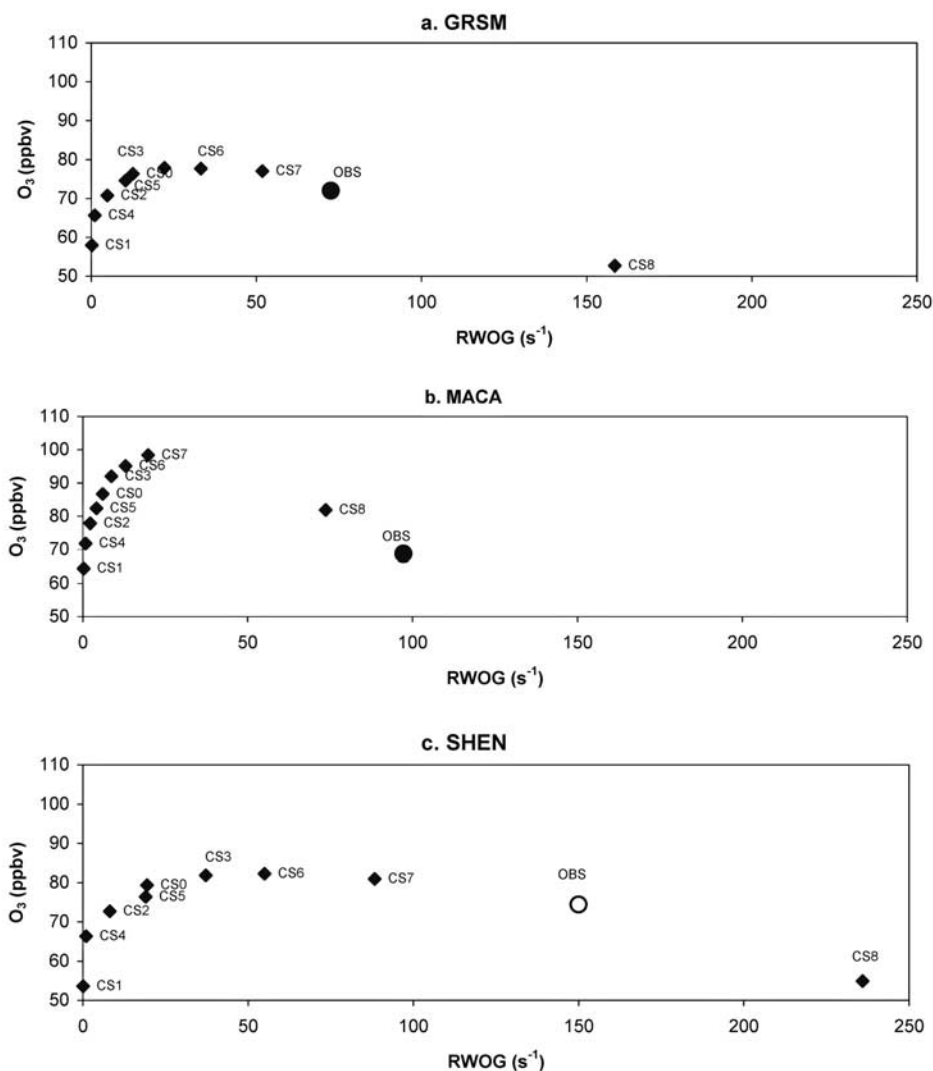 a. GRSM
110
100
90
80
70
60
50
O3 (ppbv)
CS3
CS6
CS0
CS7
OBS
CS5
CS2
CS4
CS1
CS8
0
50
100
150
200
250
RWOG (s-1)
b. MACA
110
100
90
80
70
60
50
O3 (ppbv)
CS7
CS6
CS3
CS0
CS5
CS2
CS4
CS1
CS8
OBS
0
50
100
150
200
250
RWOG (s-1)
c. SHEN
110
100
90
80
70
60
50
O3 (ppbv)
CS3
CS6
CS7
OBS
CS0
CS5
CS2
CS4
CS1
CS8
0
50
100
150
200
250
RWOG (s-1)